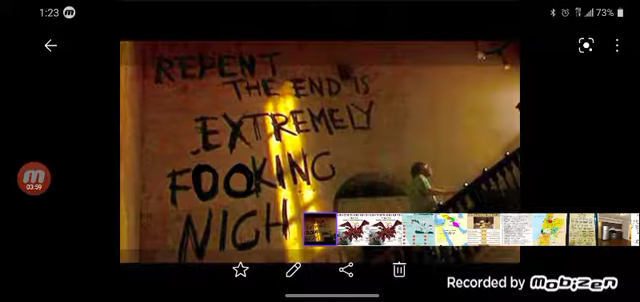 1:23
73%
REPENT
THE END IS
EXTREMELY
FOOKING
NIGH
03:59
Recorded by Mobizen